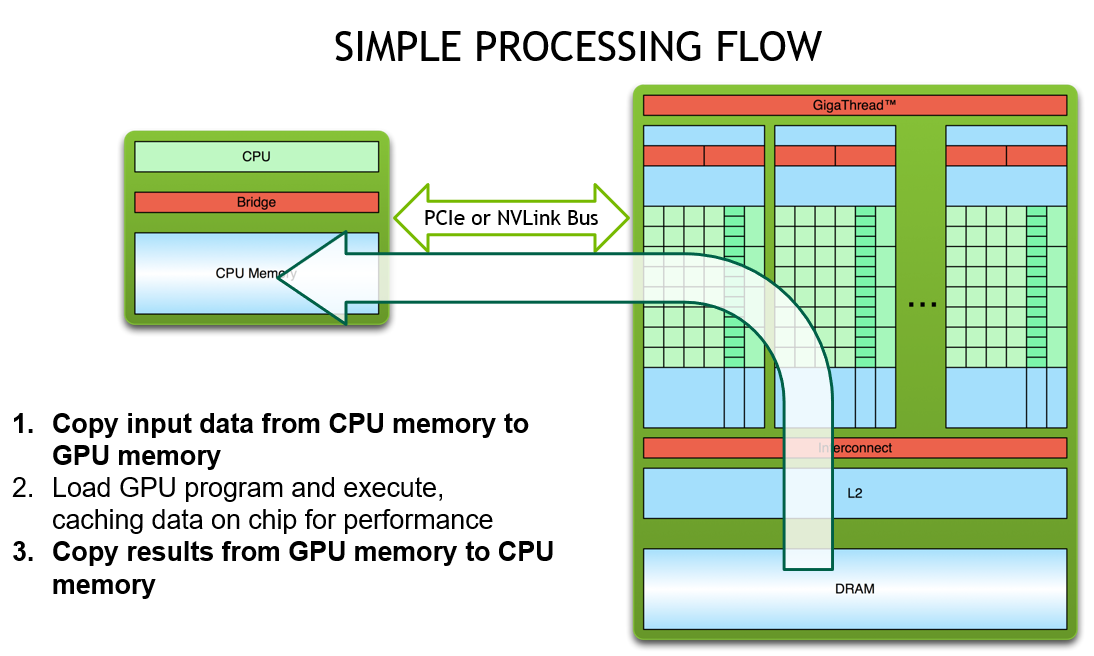 SIMPLE PROCESSING FLOW
GigaThread™
CPU
Bridge
PCIe or NVLink Bus
CPU Memory
...
Interconnect
L2
DRAM
1. Copy input data from CPU memory to
GPU memory
2. Load GPU program and execute,
caching data on chip for performance
3. Copy results from GPU memory to CPU
memory